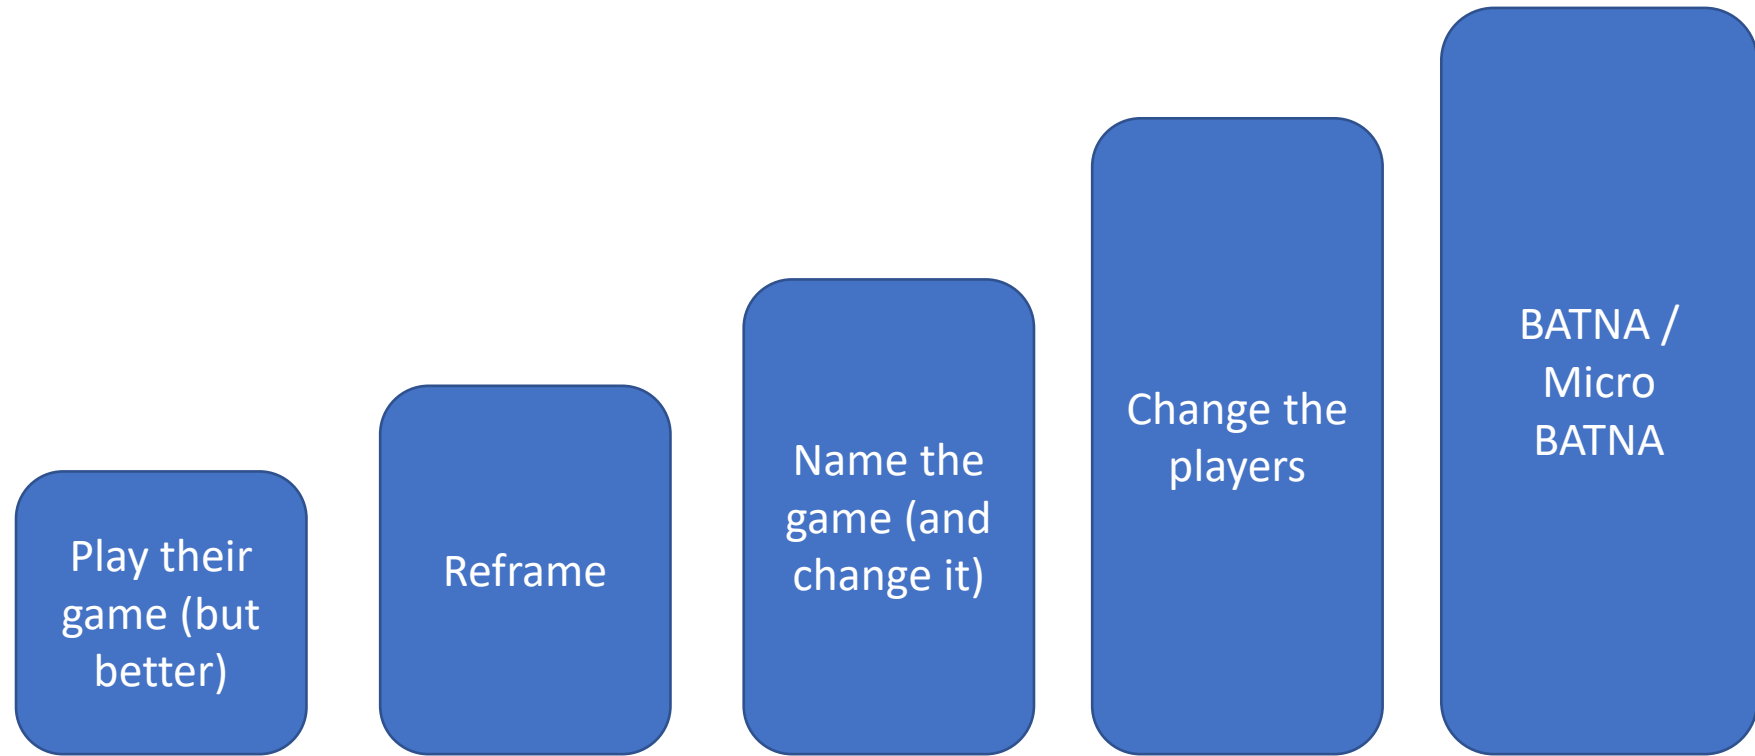 Play their
game (but
better)
Reframe
Name the
game (and
change it)
Change the
players
BATNA /
Micro
BATNA